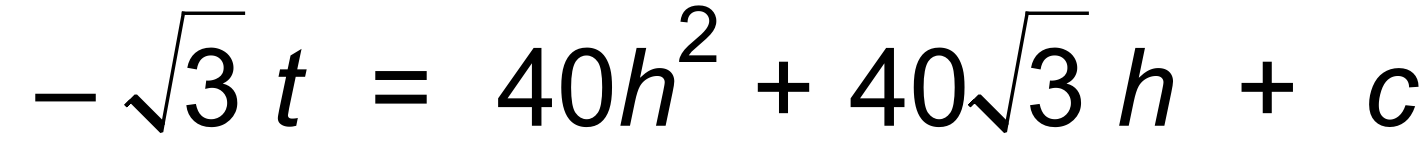 −√3 t = 40h² + 40√3 h + c